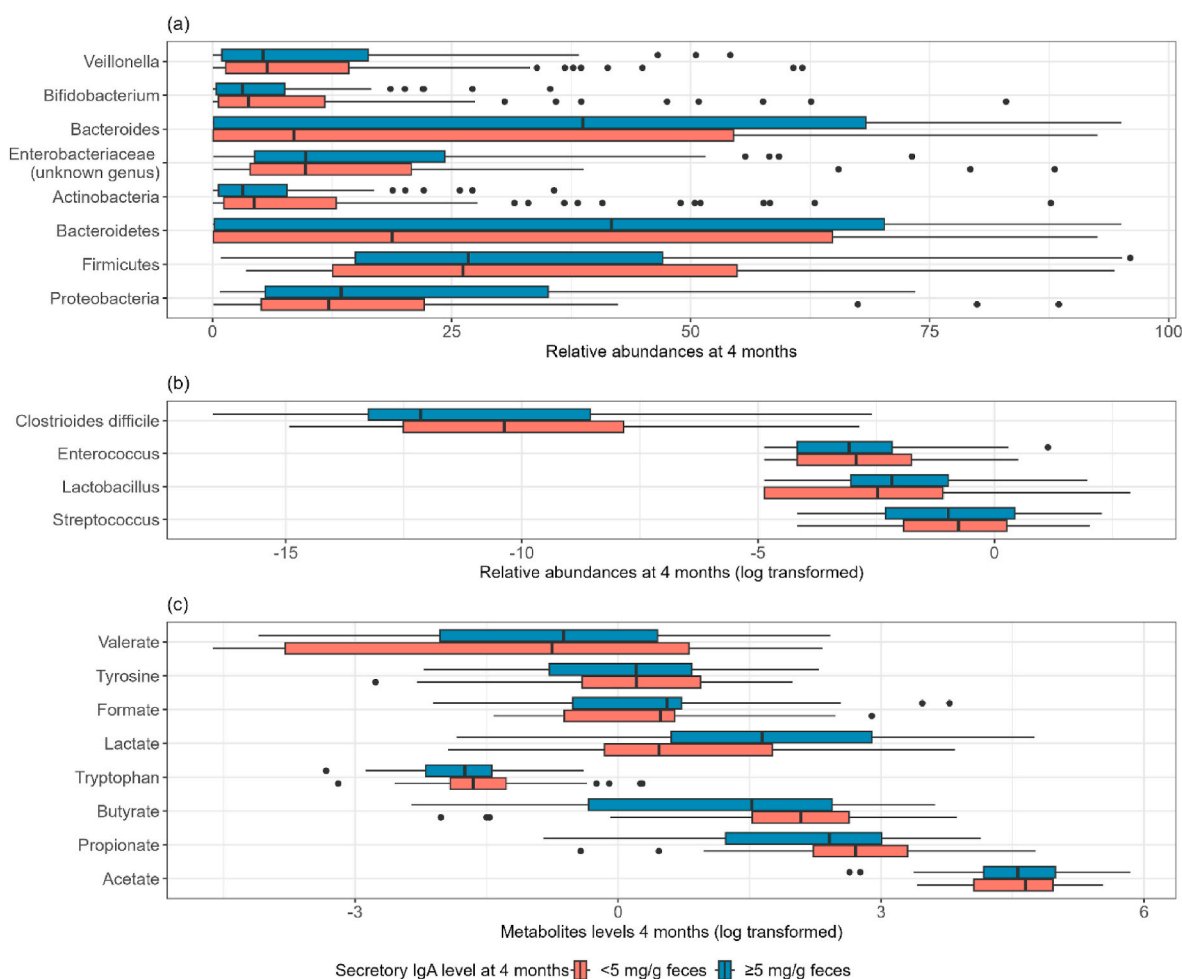 (a)
Veillonella
Bifidobacterium
Bacteroides
Enterobacteriaceae
(unknown genus)
Actinobacteria
Bacteroidetes
Firmicutes
Proteobacteria
0 25 50 75 100
Relative abundances at 4 months
(b)
Clostrioides difficile
Enterococcus
Lactobacillus
Streptococcus
-15 -10 -5 0
Relative abundances at 4 months (log transformed)
(c)
Valerate
Tyrosine
Formate
Lactate
Tryptophan
Butyrate
Propionate
Acetate
-3 0 3 6
Metabolites levels 4 months (log transformed)
Secretory IgA level at 4 months <5 mg/g feces ≥5 mg/g feces